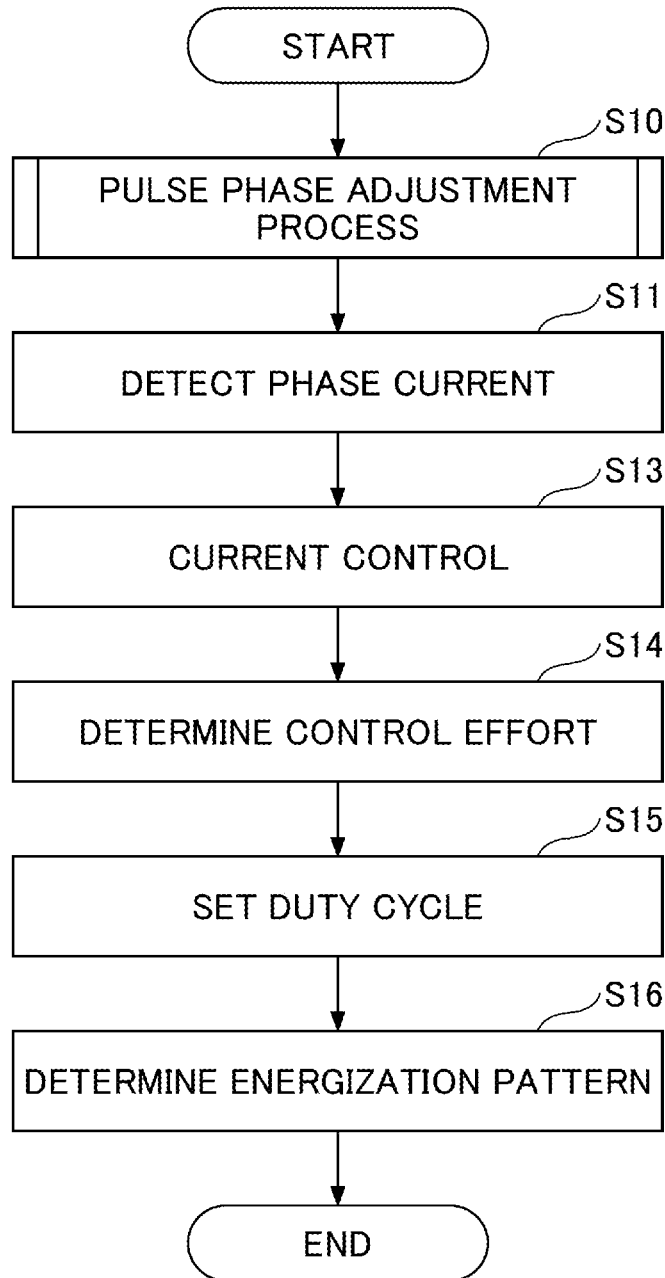 START
S10
PULSE PHASE ADJUSTMENT
PROCESS
S11
DETECT PHASE CURRENT
S13
CURRENT CONTROL
S14
DETERMINE CONTROL EFFORT
S15
SET DUTY CYCLE
S16
DETERMINE ENERGIZATION PATTERN
END